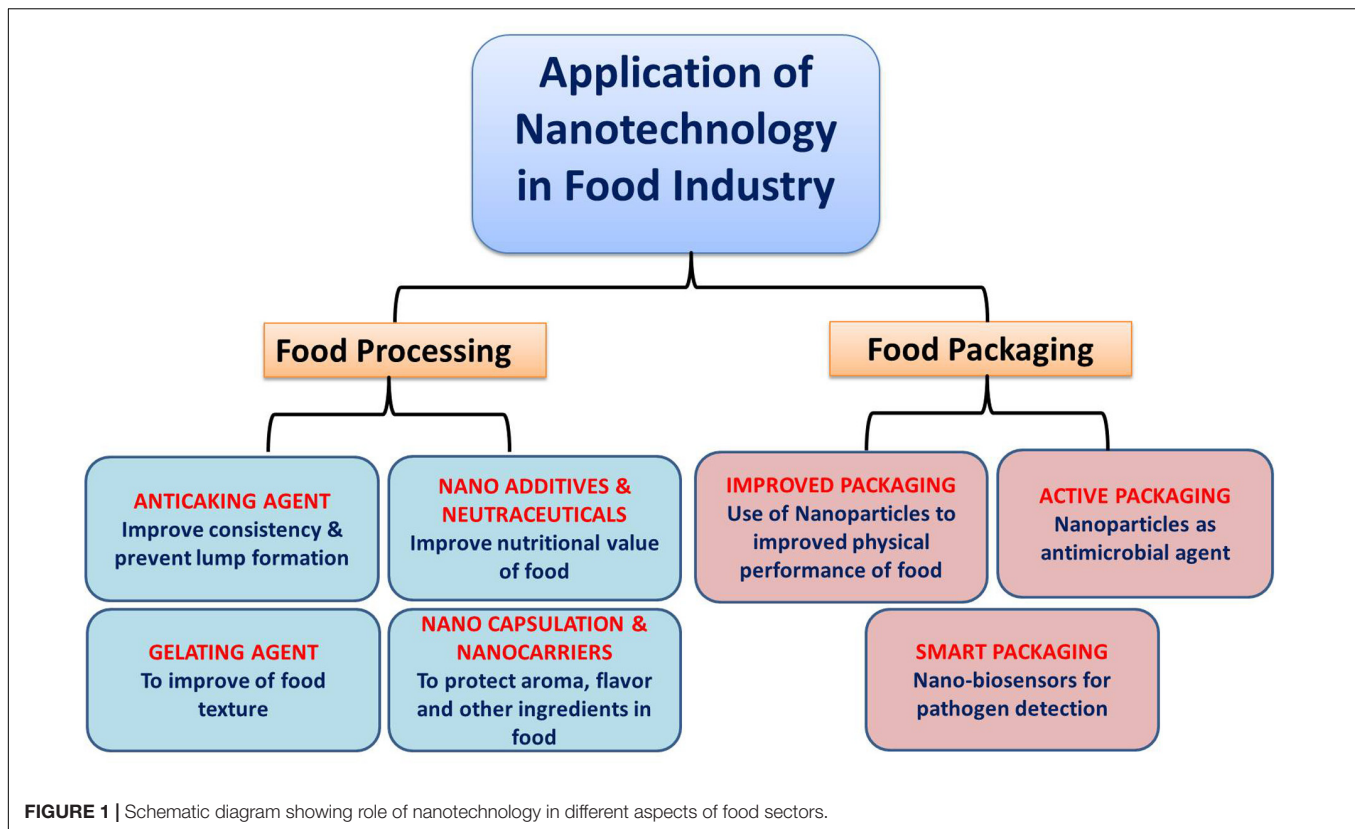 Application of
Nanotechnology
in Food Industry
Food Processing
Food Packaging
ANTICAKING AGENT
Improve consistency &
prevent lump formation
NANO ADDITIVES &
NEUTRACEUTICALS
Improve nutritional value
of food
GELATING AGENT
To improve of food
texture
NANO CAPSULATION &
NANOCARRIERS
To protect aroma, flavor
and other ingredients in
food
IMPROVED PACKAGING
Use of Nanoparticles to
improved physical
performance of food
ACTIVE PACKAGING
Nanoparticles as
antimicrobial agent
SMART PACKAGING
Nano-biosensors for
pathogen detection
FIGURE 1 | Schematic diagram showing role of nanotechnology in different aspects of food sectors.